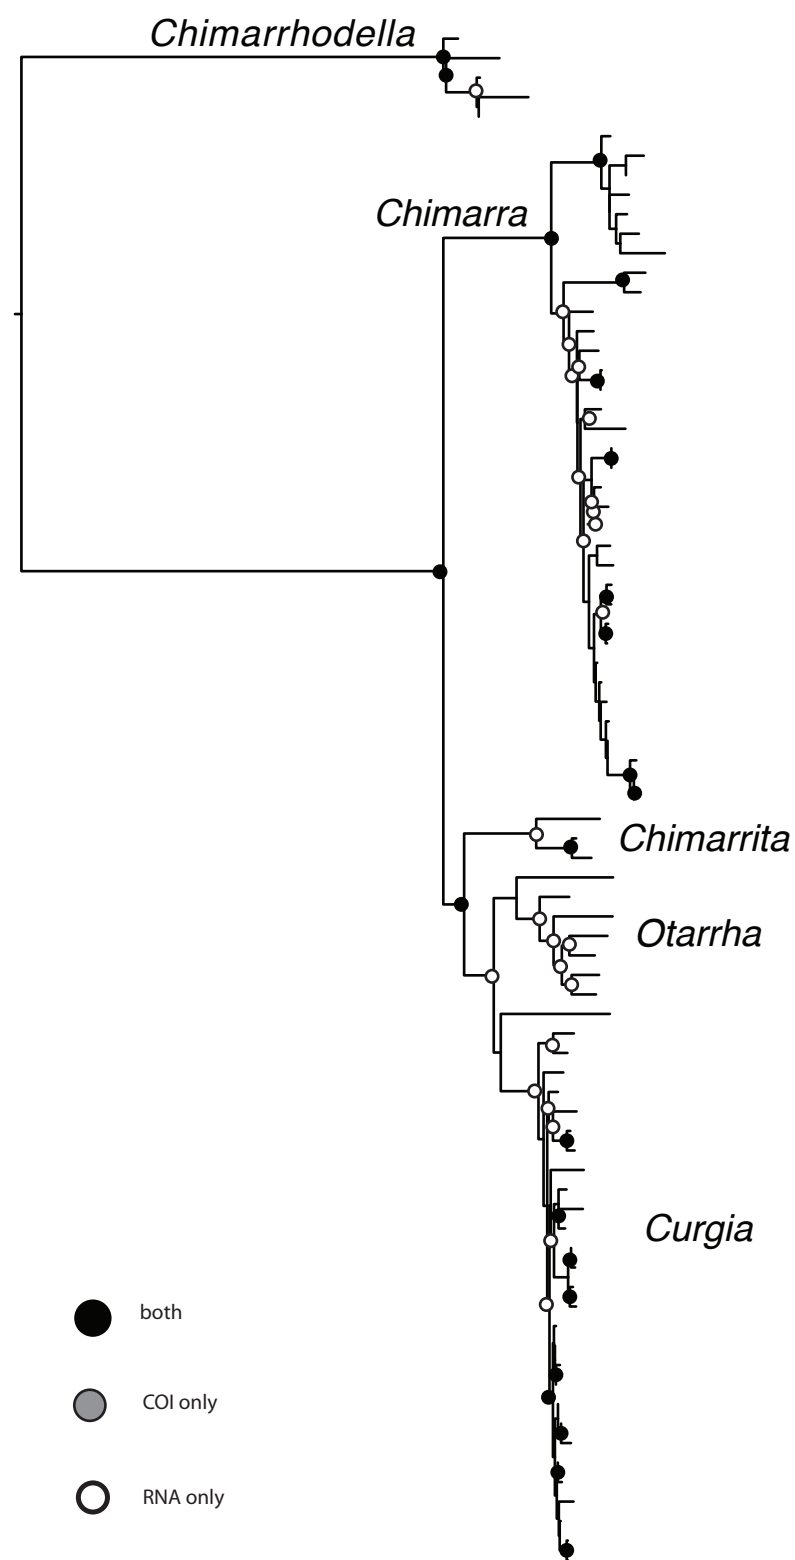 Chimarrhodella
Chimarra
Chimarrita
Otarrha
Curgia
both
COI only
RNA only